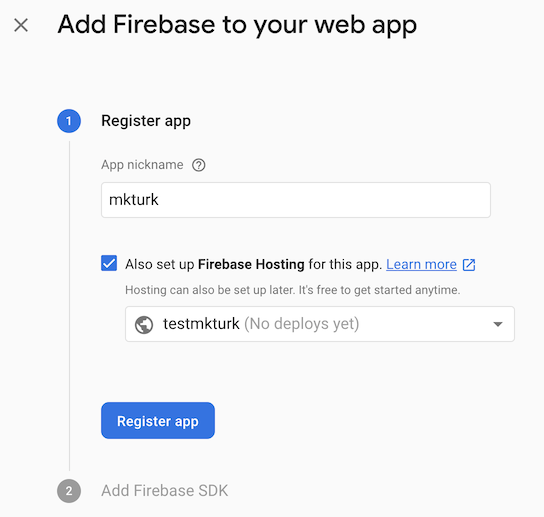 Add Firebase to your web app
1
Register app
App nickname
mkturk
Also set up Firebase Hosting for this app. Learn more
Hosting can also be set up later. It's free to get started anytime.
testmkturk (No deploys yet)
Register app
2
Add Firebase SDK